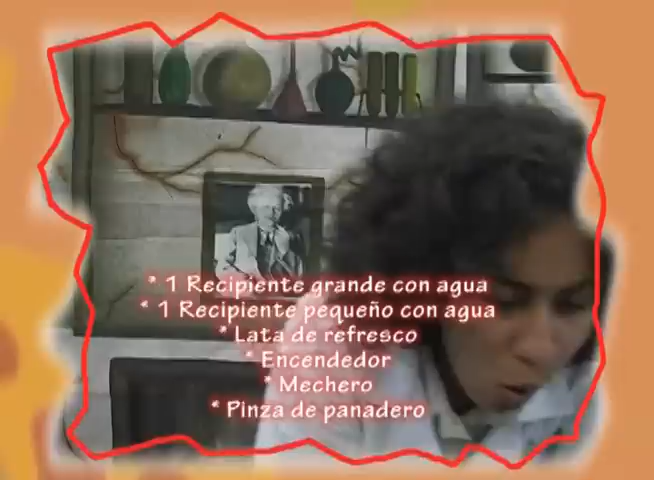 * 1 Recipiente grande con agua
* 1 Recipiente pequeño con agua
* Lata de refresco
* Encendedor
* Mechero
* Pinza de panadero